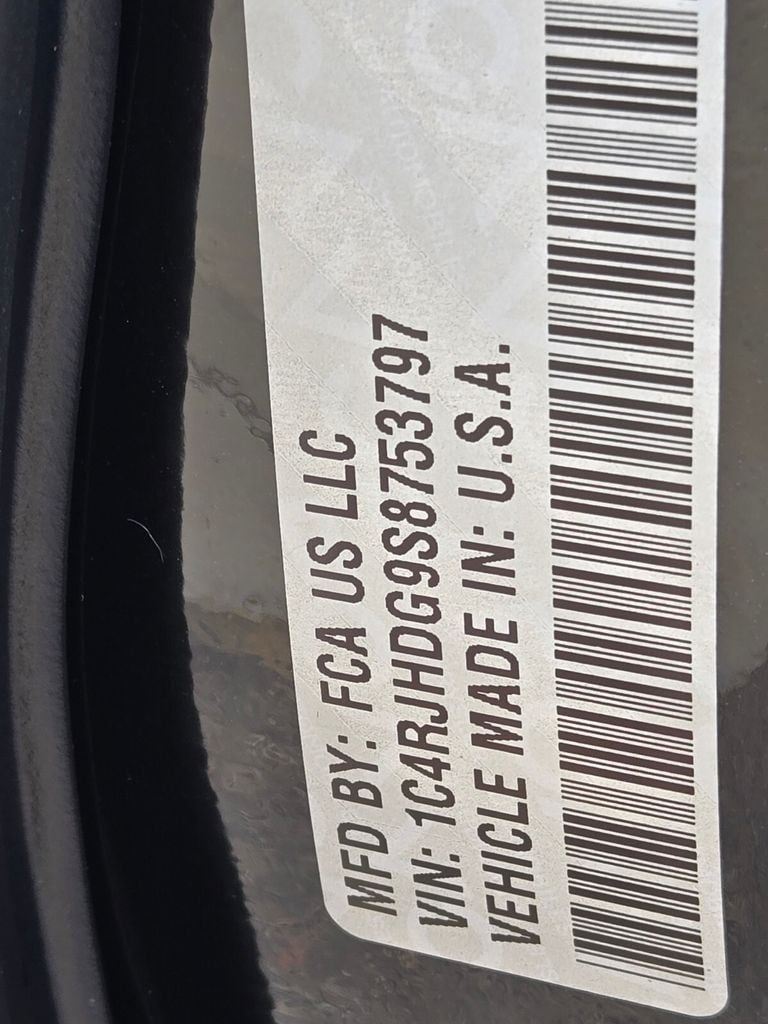 MFD BY: FCA US LLC
VIN: 1C4RJHDG9S8753797
VEHICLE MADE IN: U.S.A.